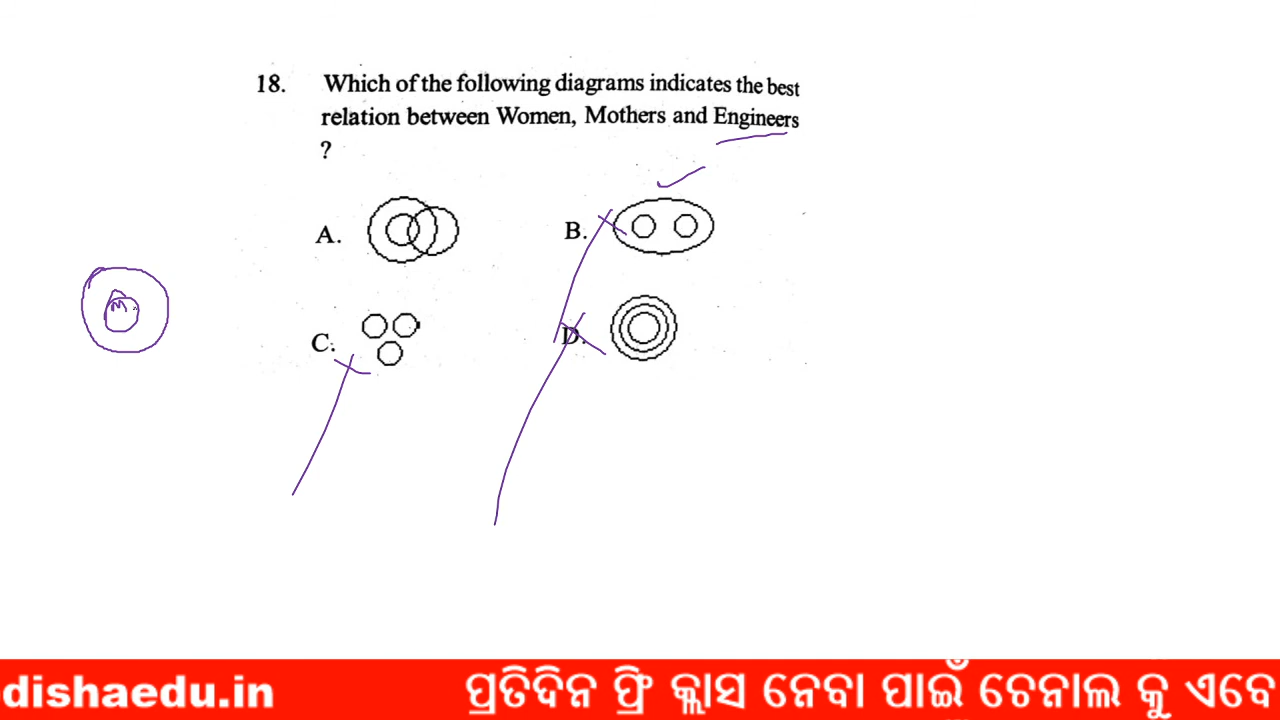 18. Which of the following diagrams indicates the best
relation between Women, Mothers and Engineers
?
A.
B.
M
C.
D.
dishaedu.in
ପ୍ରତିଦିନ ଫ୍ରି କ୍ଲାସ ନେବା ପାଇଁ ଚେନାଲ କୁ ଏବେ